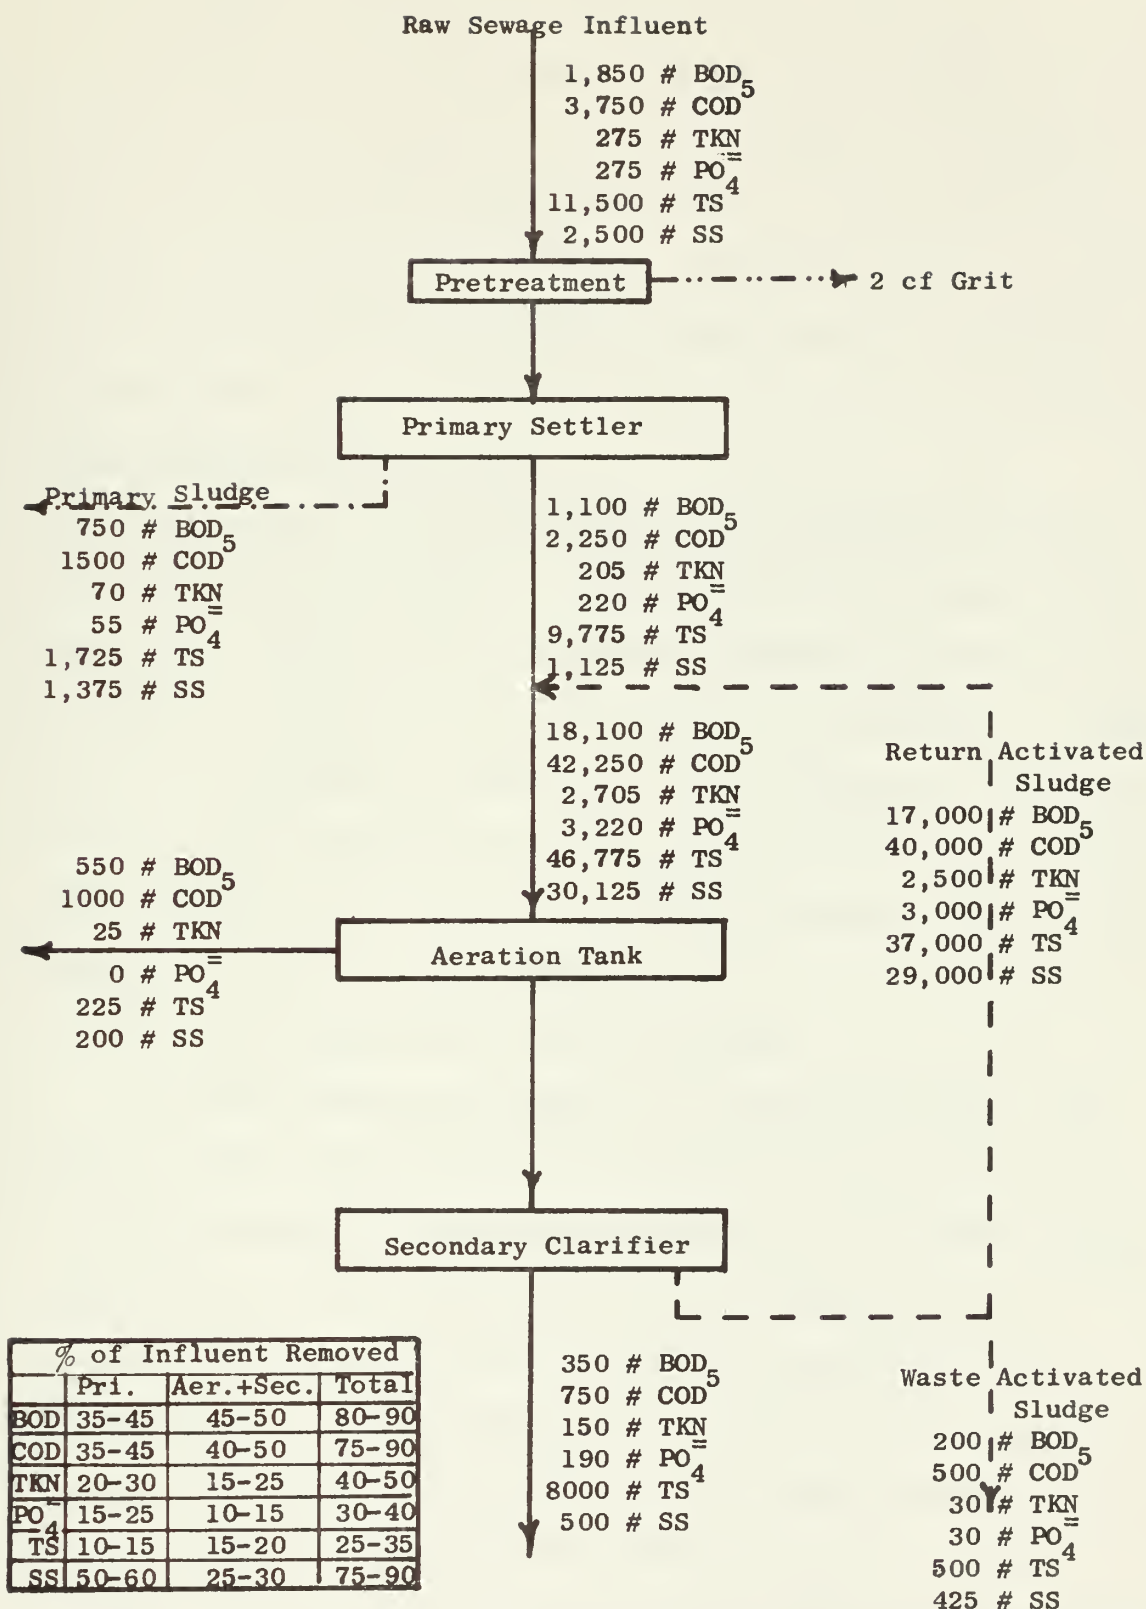 Raw Sewage Influent
1,850 # BOD5
3,750 # COD
275 # TKN
275 # PO4=
11,500 # TS
2,500 # SS
Pretreatment
2 cf Grit
Primary Settler
Primary Sludge
750 # BOD5
1500 # COD
70 # TKN
55 # PO4=
1,725 # TS
1,375 # SS
1,100 # BOD5
2,250 # COD
205 # TKN
220 # PO4=
9,775 # TS
1,125 # SS
18,100 # BOD5
42,250 # COD
2,705 # TKN
3,220 # PO4=
46,775 # TS
30,125 # SS
Return Activated
Sludge
17,000 # BOD5
40,000 # COD
2,500 # TKN
3,000 # PO4=
37,000 # TS
29,000 # SS
550 # BOD5
1000 # COD
25 # TKN
0 # PO4=
225 # TS
200 # SS
Aeration Tank
Secondary Clarifier
350 # BOD5
750 # COD
150 # TKN
190 # PO4=
8000 # TS
500 # SS
Waste Activated
Sludge
200 # BOD5
500 # COD
30 # TKN
30 # PO4=
500 # TS
425 # SS
% of Influent Removed
Pri. Aer.+Sec. Total
BOD 35-45 45-50 80-90
COD 35-45 40-50 75-90
TKN 20-30 15-25 40-50
PO4= 15-25 10-15 30-40
TS 10-15 15-20 25-35
SS 50-60 25-30 75-90